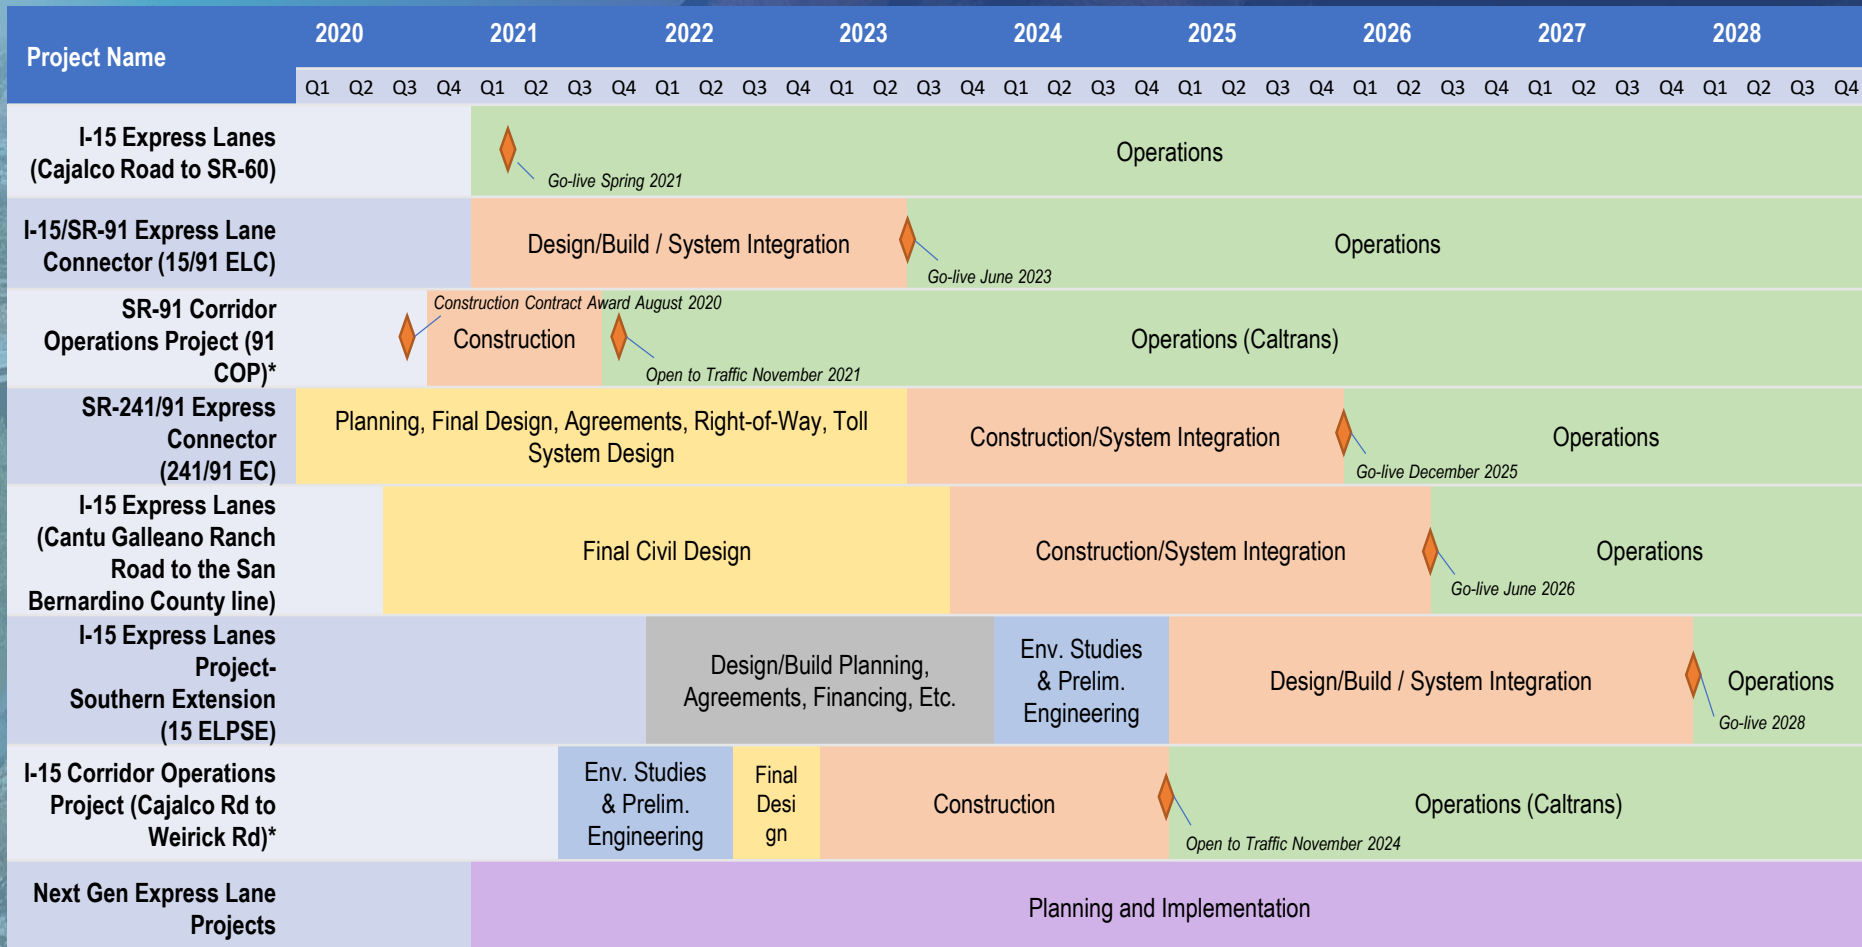 Project Name
2020 2021 2022 2023 2024 2025 2026 2027 2028
Q1 Q2 Q3 Q4 Q1 Q2 Q3 Q4 Q1 Q2 Q3 Q4 Q1 Q2 Q3 Q4 Q1 Q2 Q3 Q4 Q1 Q2 Q3 Q4 Q1 Q2 Q3 Q4 Q1 Q2 Q3 Q4
I-15 Express Lanes
(Cajalco Road to SR-60)
Go-live Spring 2021
Operations
I-15/SR-91 Express Lane
Connector (15/91 ELC)
Design/Build / System Integration
Go-live June 2023
Operations
SR-91 Corridor
Operations Project (91
COP)*
Construction Contract Award August 2020
Construction
Open to Traffic November 2021
Operations (Caltrans)
SR-241/91 Express
Connector
(241/91 EC)
Planning, Final Design, Agreements, Right-of-Way, Toll
System Design
Construction/System Integration
Go-live December 2025
Operations
I-15 Express Lanes
(Cantu Galleano Ranch
Road to the San
Bernardino County line)
Final Civil Design
Construction/System Integration
Go-live June 2026
Operations
I-15 Express Lanes
Project-
Southern Extension
(15 ELPSE)
Design/Build Planning,
Agreements, Financing, Etc.
Env. Studies
& Prelim.
Engineering
Design/Build / System Integration
Operations
Go-live 2028
I-15 Corridor Operations
Project (Cajalco Rd to
Weirick Rd)*
Env. Studies
& Prelim.
Engineering
Final
Desi
gn
Construction
Open to Traffic November 2024
Operations (Caltrans)
Next Gen Express Lane
Projects
Planning and Implementation